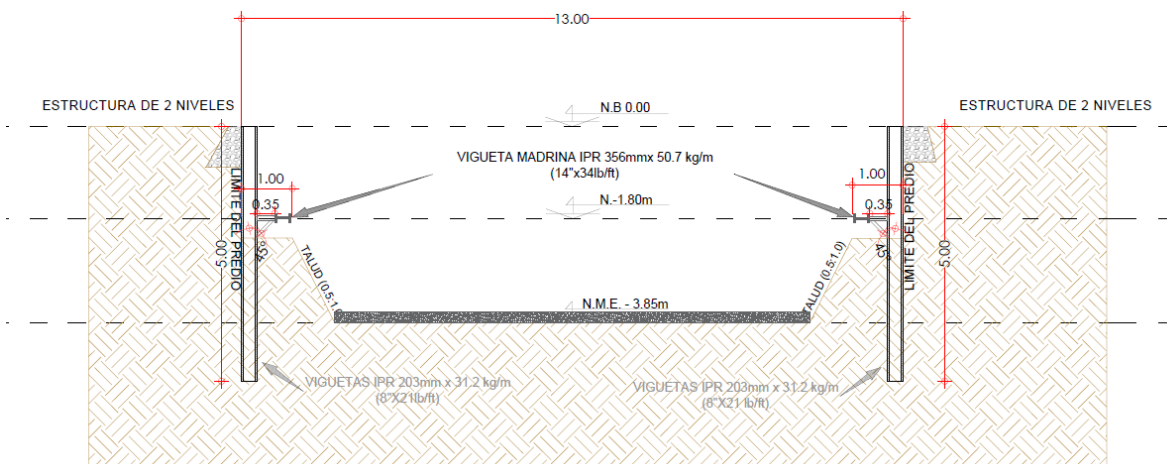 13.00
ESTRUCTURA DE 2 NIVELES
N.B 0.00
ESTRUCTURA DE 2 NIVELES
VIGUETA MADRINA IPR 356mmx 50.7 kg/m
(14"x34lb/ft)
1.00
1.00
0.35
0.35
N.-1.80m
LIMITE DEL PREDIO
LIMITE DEL PREDIO
5.00
5.00
45°
45°
TALUD (0.5:1.0)
TALUD (0.5:1.0)
N.M.E. - 3.85m
VIGUETAS IPR 203mm x 31.2 kg/m
(8"X21lb/ft)
VIGUETAS IPR 203mm x 31.2 kg/m
(8"X21 lb/ft)